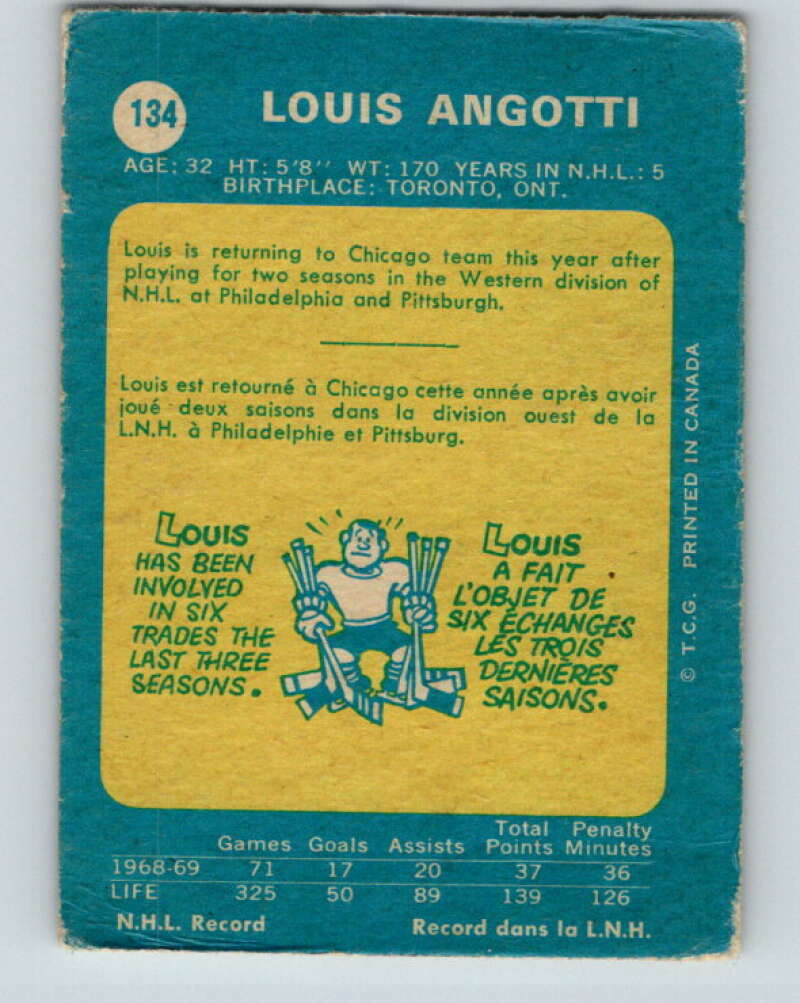 134
LOUIS ANGOTTI
AGE: 32 HT: 5'8'' WT: 170 YEARS IN N.H.L.: 5
BIRTHPLACE: TORONTO, ONT.
Louis is returning to Chicago team this year after
playing for two seasons in the Western division of
N.H.L. at Philadelphia and Pittsburgh.
Louis est retourné à Chicago cette année après avoir
joué deux saisons dans la division ouest de la
L.N.H. à Philadelphie et Pittsburg.
LOUIS
HAS BEEN
INVOLVED
IN SIX
TRADES THE
LAST THREE
SEASONS.
LOUIS
A FAIT
L'OBJET DE
SIX ÉCHANGES
LES TROIS
DERNIÈRES
SAISONS.
© T.C.G. PRINTED IN CANADA
Games Goals Assists Total Points Penalty Minutes
1968-69 71 17 20 37 36
LIFE 325 50 89 139 126
N.H.L. Record Record dans la L.N.H.